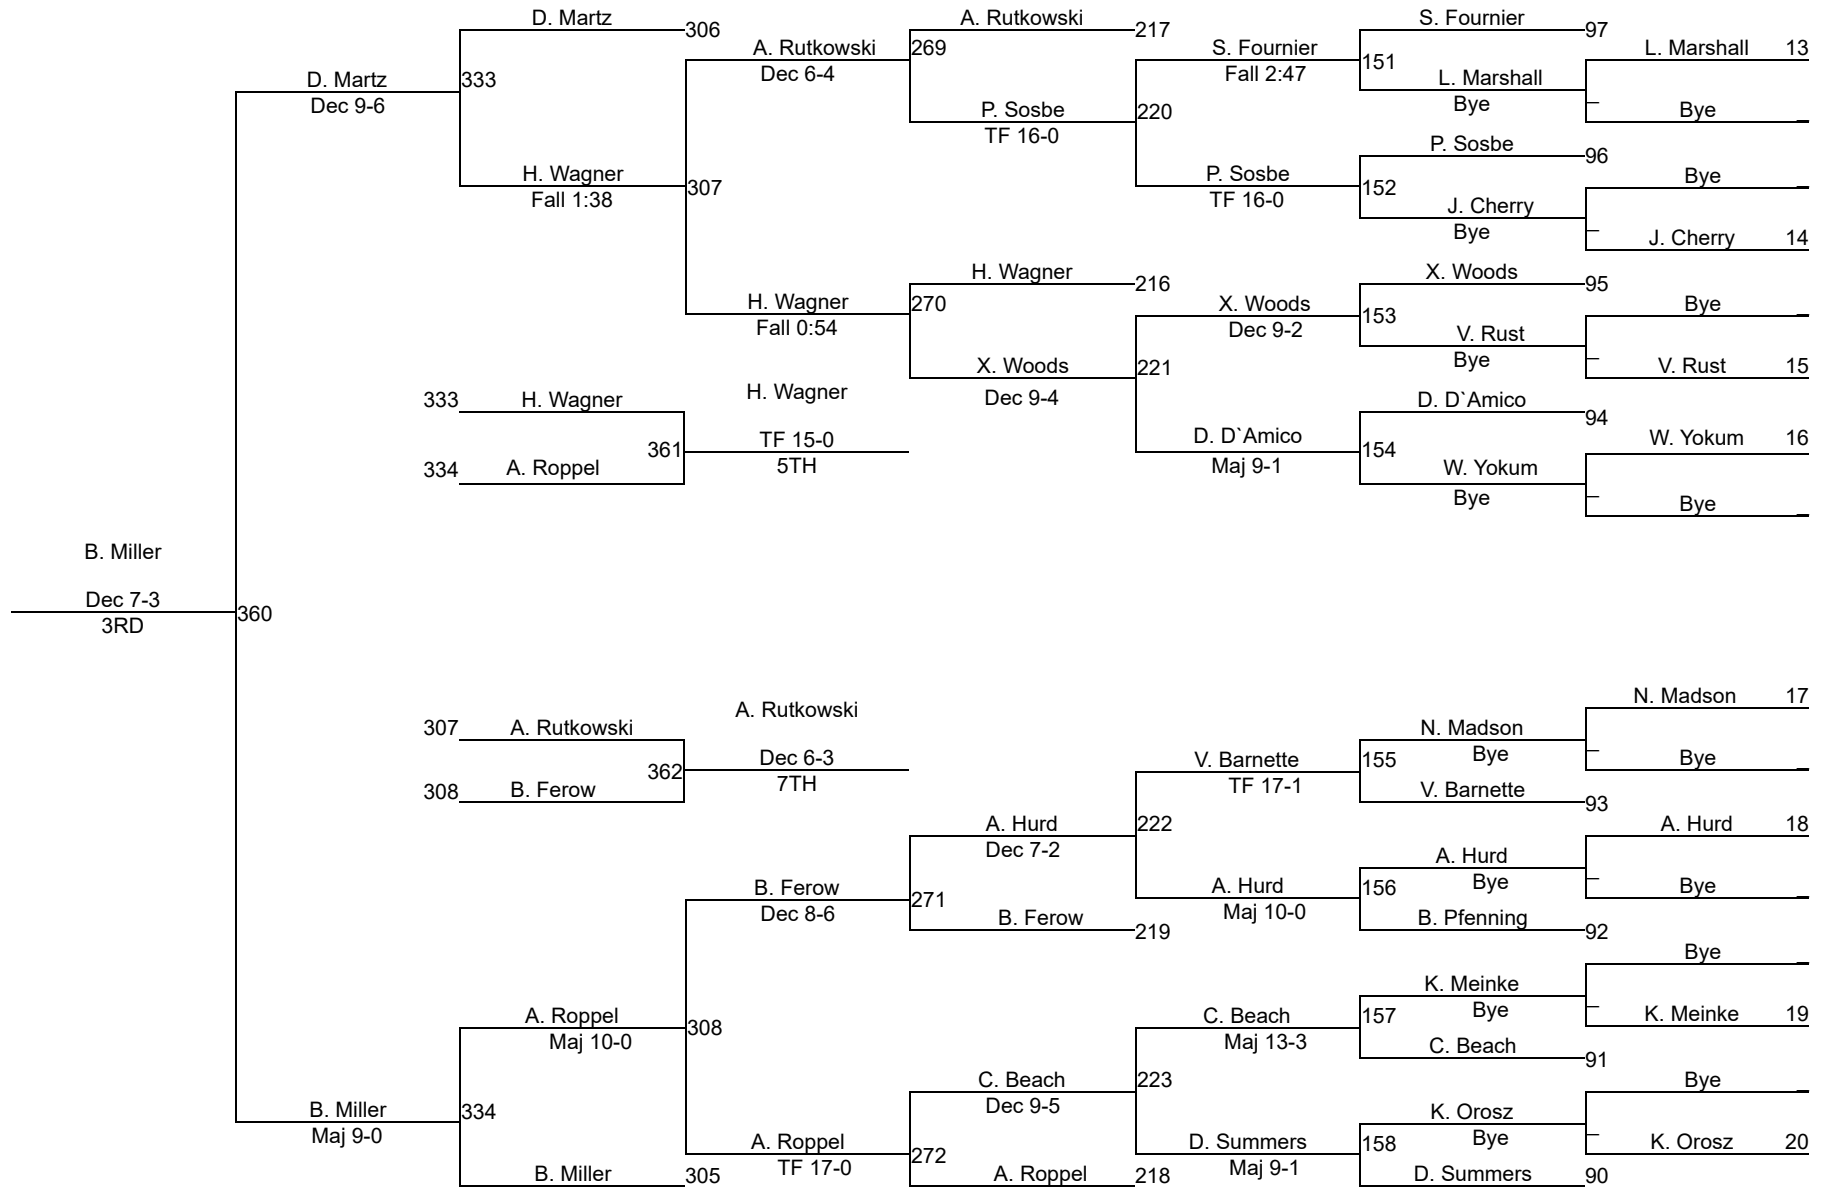 D. Martz
306
A. Rutkowski
217
S. Fournier
97
333
A. Rutkowski
Dec 6-4
269
S. Fournier
Fall 2:47
151
L. Marshall
Bye
L. Marshall 13
_
Bye _
D. Martz
Dec 9-6
P. Sosbe
TF 16-0
220
P. Sosbe
96
H. Wagner
Fall 1:38
307
P. Sosbe
TF 16-0
152
J. Cherry
Bye
Bye _
_
J. Cherry 14
H. Wagner
Fall 0:54
270
H. Wagner
216
X. Woods
Dec 9-2
153
X. Woods
95
V. Rust
Bye
Bye _
_
V. Rust 15
X. Woods
Dec 9-4
221
333 H. Wagner
334 A. Roppel
361
H. Wagner
TF 15-0
5TH
D. D`Amico
Maj 9-1
154
D. D`Amico
94
W. Yokum
Bye
W. Yokum 16
_
Bye _
B. Miller
Dec 7-3
3RD
360
307 A. Rutkowski
308 B. Ferow
362
A. Rutkowski
Dec 6-3
7TH
V. Barnette
TF 17-1
155
N. Madson
Bye
V. Barnette
93
N. Madson 17
_
Bye _
A. Hurd
Dec 7-2
222
B. Ferow
Dec 8-6
271
B. Ferow
219
A. Hurd
Maj 10-0
156
A. Hurd
Bye
B. Pfenning
92
A. Hurd 18
_
Bye _
A. Roppel
Maj 10-0
308
C. Beach
Maj 13-3
157
K. Meinke
Bye
C. Beach
91
Bye _
_
K. Meinke 19
B. Miller
Maj 9-0
334
B. Miller
305
A. Roppel
TF 17-0
272
C. Beach
Dec 9-5
223
A. Roppel
218
D. Summers
Maj 9-1
158
K. Orosz
Bye
D. Summers
90
Bye _
_
K. Orosz 20